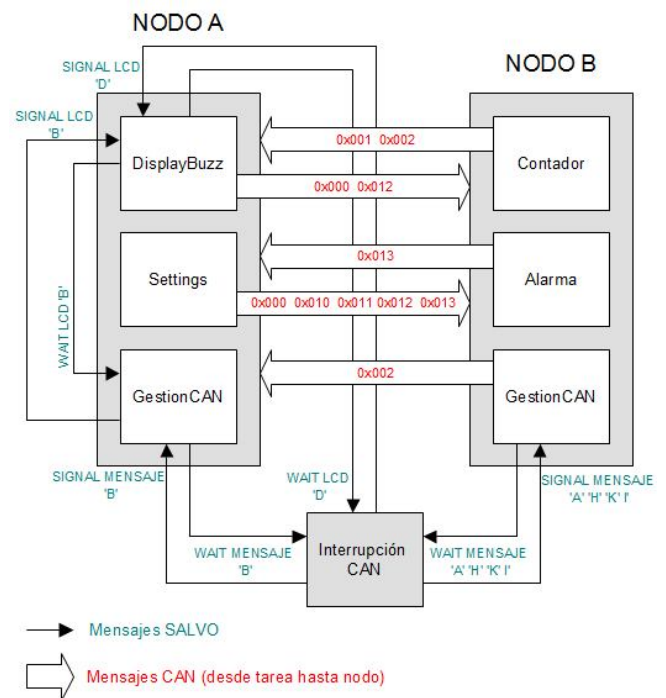 NODO A
NODO B
SIGNAL LCD
'D'
SIGNAL LCD
'B'
DisplayBuzz
0x001 0x002
Contador
0x000 0x012
Settings
0x013
Alarma
0x000 0x010 0x011 0x012 0x013
WAIT LCD 'B'
GestionCAN
0x002
GestionCAN
SIGNAL MENSAJE
'B'
WAIT LCD
'D'
SIGNAL MENSAJE
'A' 'H' 'K' I'
WAIT MENSAJE
'B'
Interrupción
CAN
WAIT MENSAJE
'A' 'H' 'K' I'
Mensajes SALVO
Mensajes CAN (desde tarea hasta nodo)